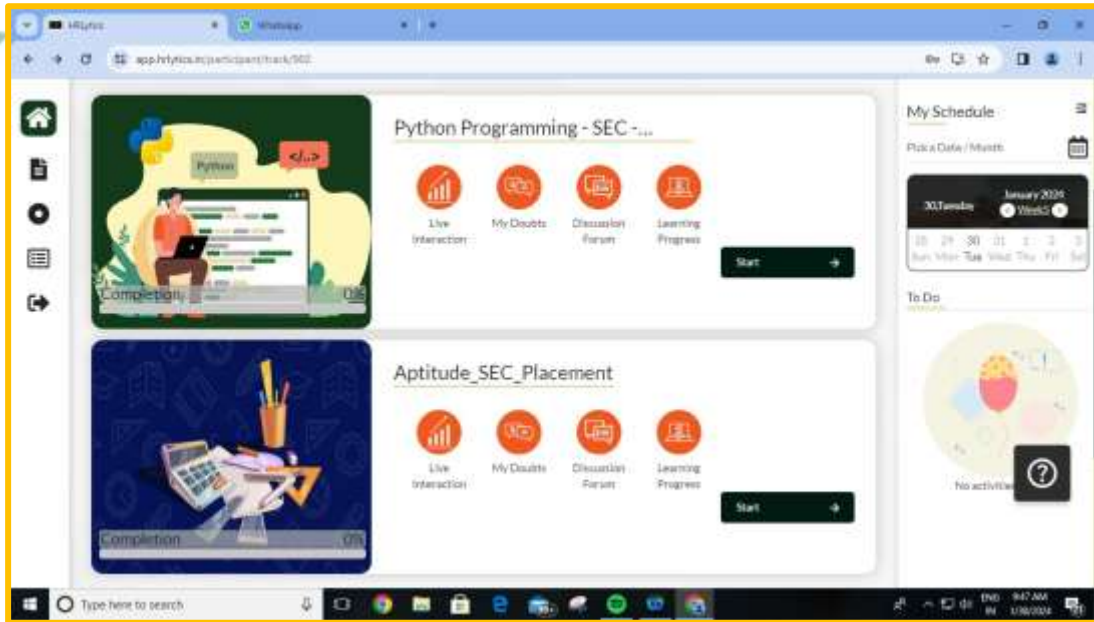 HRLytics
WhatsApp
app.hrlytics.in/participant/track/502
Python
</..>
Completion 0%
Python Programming - SEC -...
Live Interaction
My Doubts
Discussion Forum
Learning Progress
Start →
Completion 0%
Aptitude_SEC_Placement
Live Interaction
My Doubts
Discussion Forum
Learning Progress
Start →
My Schedule
Pick a Date / Month
30,Tuesday
January 2024
Week5
28 29 30 31 1 2 3
Sun Mon Tue Wed Thu Fri Sat
To Do
No activities
?
Type here to search
99+
ENG
IN
9:47 AM
1/30/2024